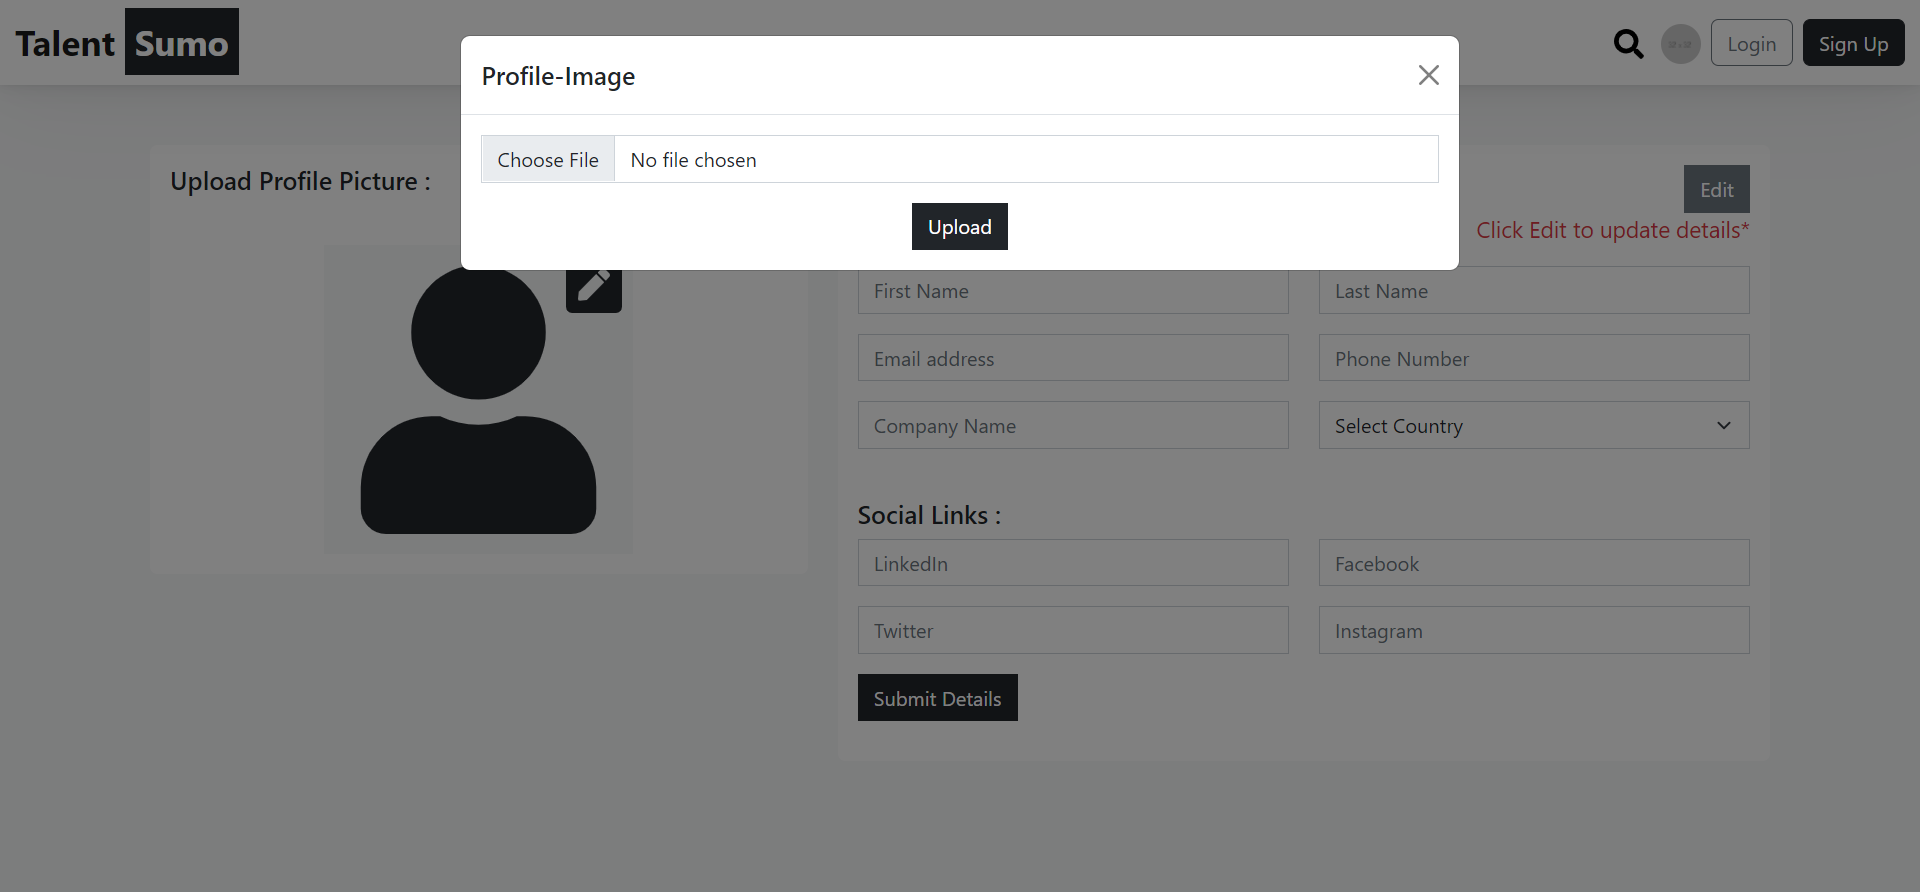 Talent Sumo
Login
Sign Up
Profile-Image
Choose File No file chosen
Upload
Upload Profile Picture :
Edit
Click Edit to update details*
First Name
Last Name
Email address
Phone Number
Company Name
Select Country
Social Links :
LinkedIn
Facebook
Twitter
Instagram
Submit Details